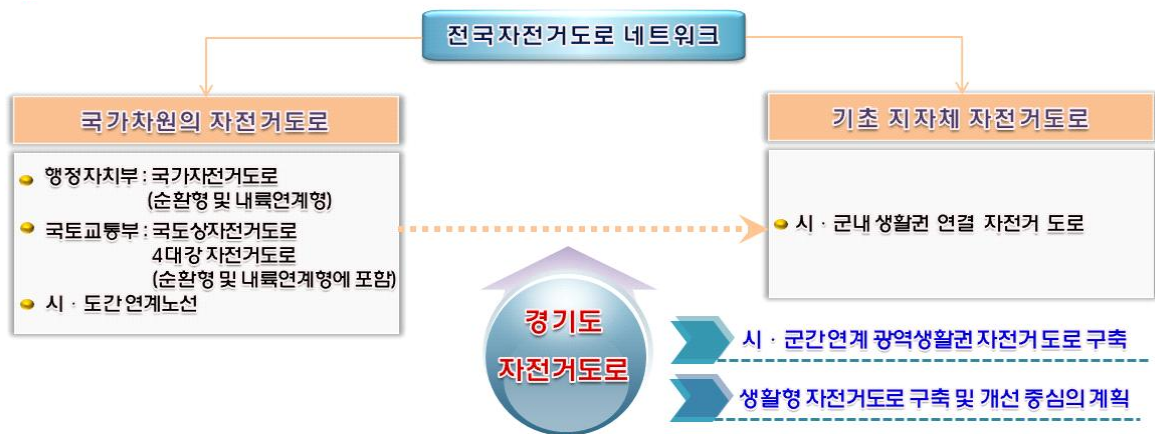 전국자전거도로 네트워크
국가차원의 자전거도로
행정자치부 : 국가자전거도로
(순환형 및 내륙연계형)
국토교통부 : 국도상자전거도로
4대강 자전거도로
(순환형 및 내륙연계형에 포함)
시 · 도간 연계노선
기초 지자체 자전거도로
시 · 군내 생활권 연결 자전거 도로
경기도
자전거도로
시 · 군간 연계 광역생활권 자전거 도로 구축
생활형 자전거도로 구축 및 개선 중심의 계획